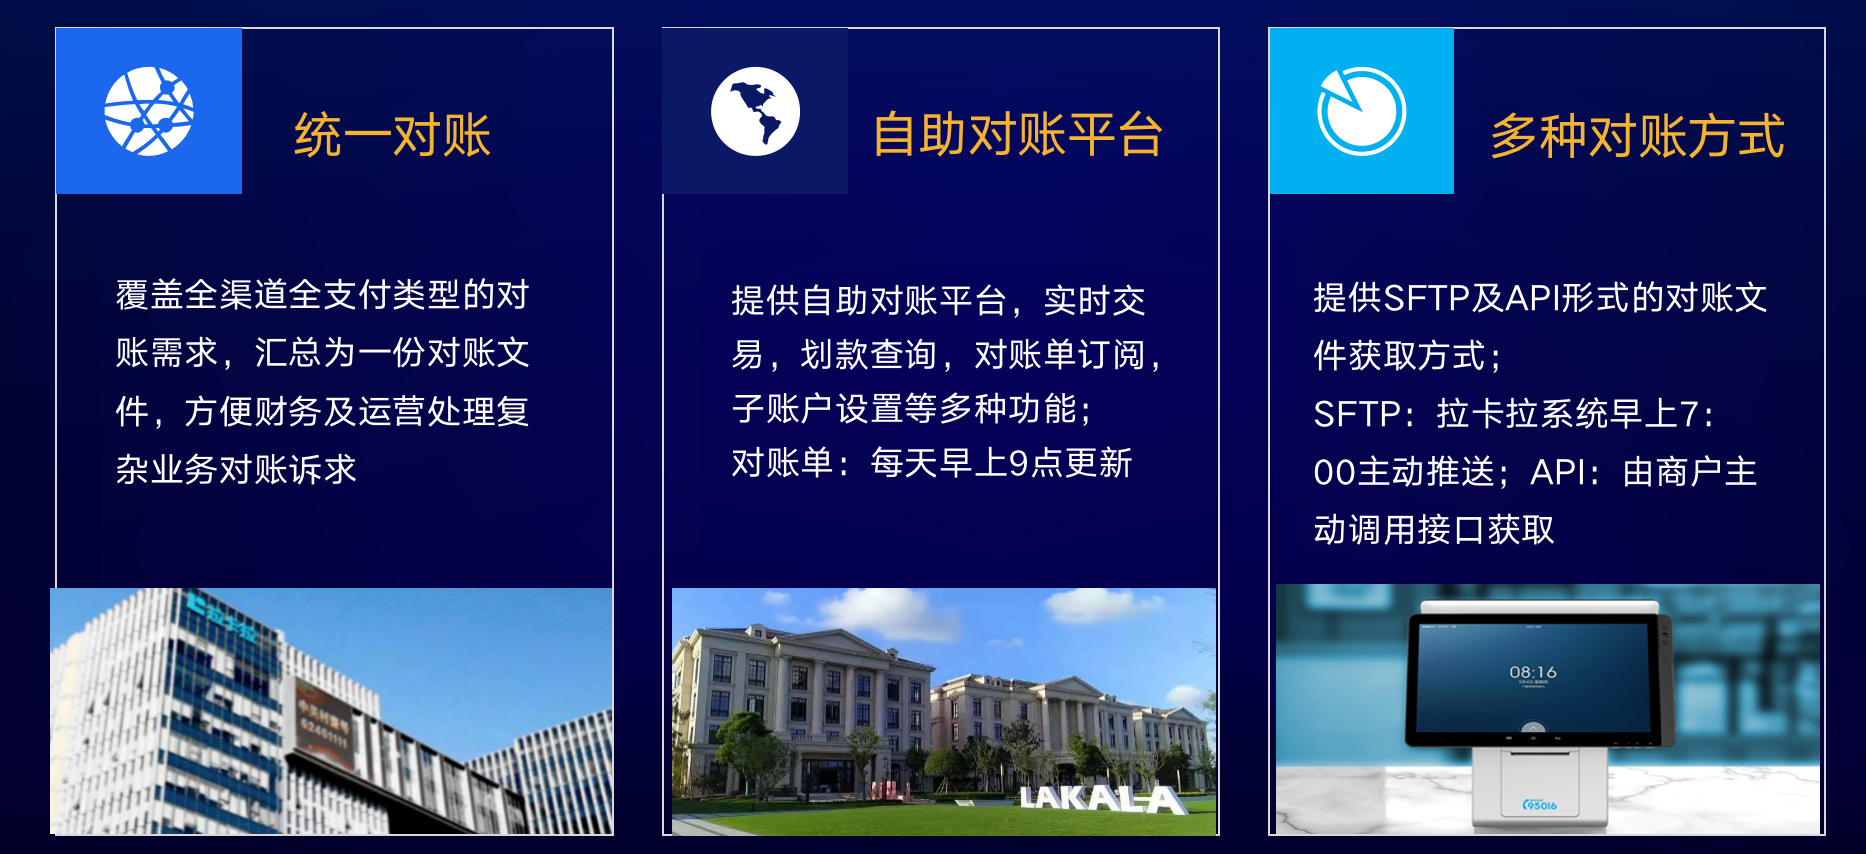 统一对账
覆盖全渠道全支付类型的对
账需求，汇总为一份对账文
件，方便财务及运营处理复
杂业务对账诉求
拉卡拉
自助对账平台
提供自助对账平台，实时交
易，划款查询，对账单订阅，
子账户设置等多种功能；
对账单：每天早上9点更新
LAKALA
多种对账方式
提供SFTP及API形式的对账文
件获取方式；
SFTP：拉卡拉系统早上7：
00主动推送；API：由商户主
动调用接口获取
08:16
95016